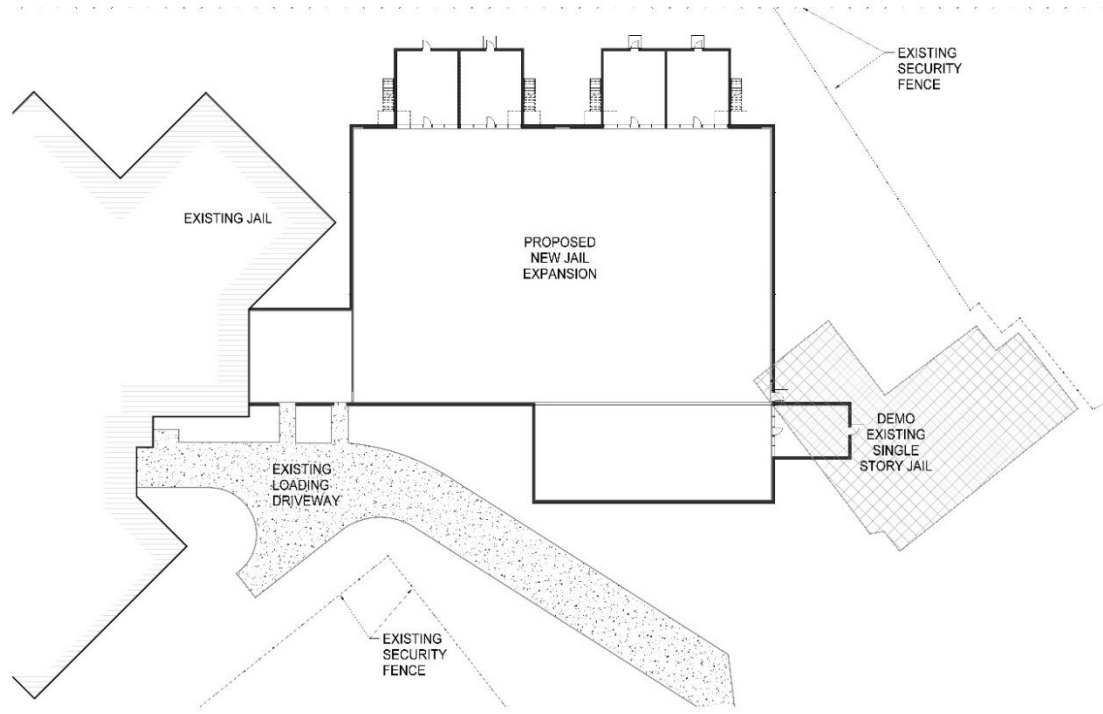 EXISTING
SECURITY
FENCE
EXISTING JAIL
PROPOSED
NEW JAIL
EXPANSION
DEMO
EXISTING
SINGLE
STORY JAIL
EXISTING
LOADING
DRIVEWAY
EXISTING
SECURITY
FENCE